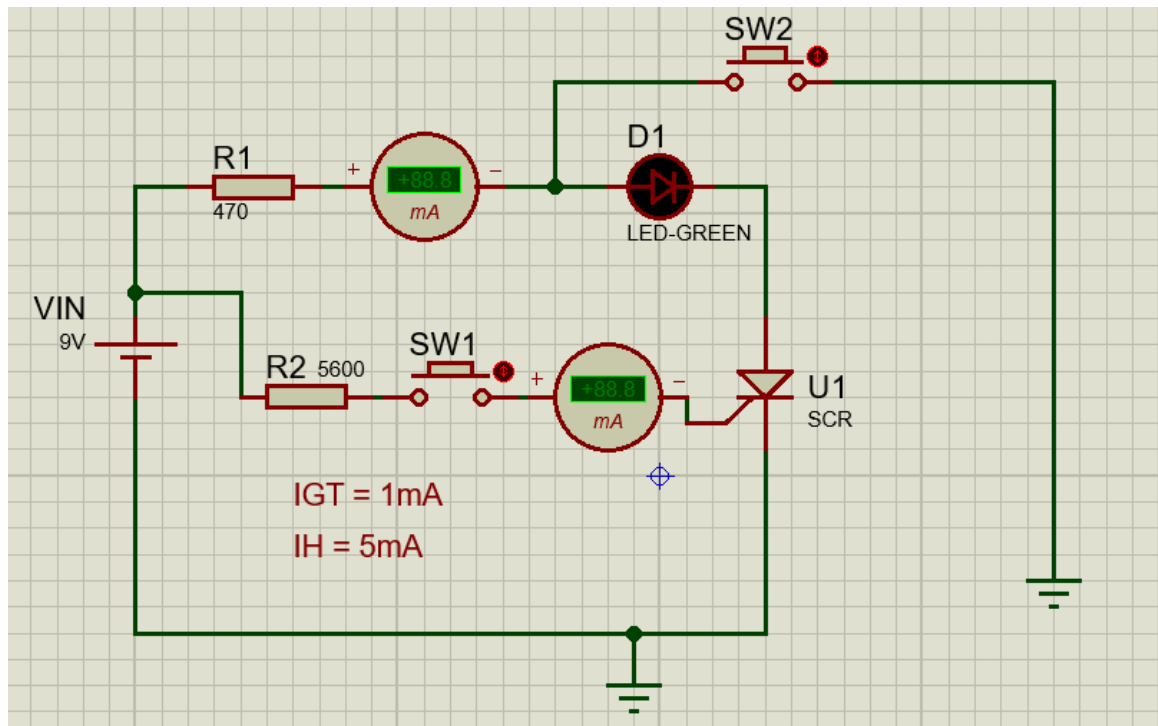 SW2
D1
R1
+88.8
mA
470
LED-GREEN
VIN
9V
R2 5600
SW1
+88.8
mA
U1
SCR
IGT = 1mA
IH = 5mA